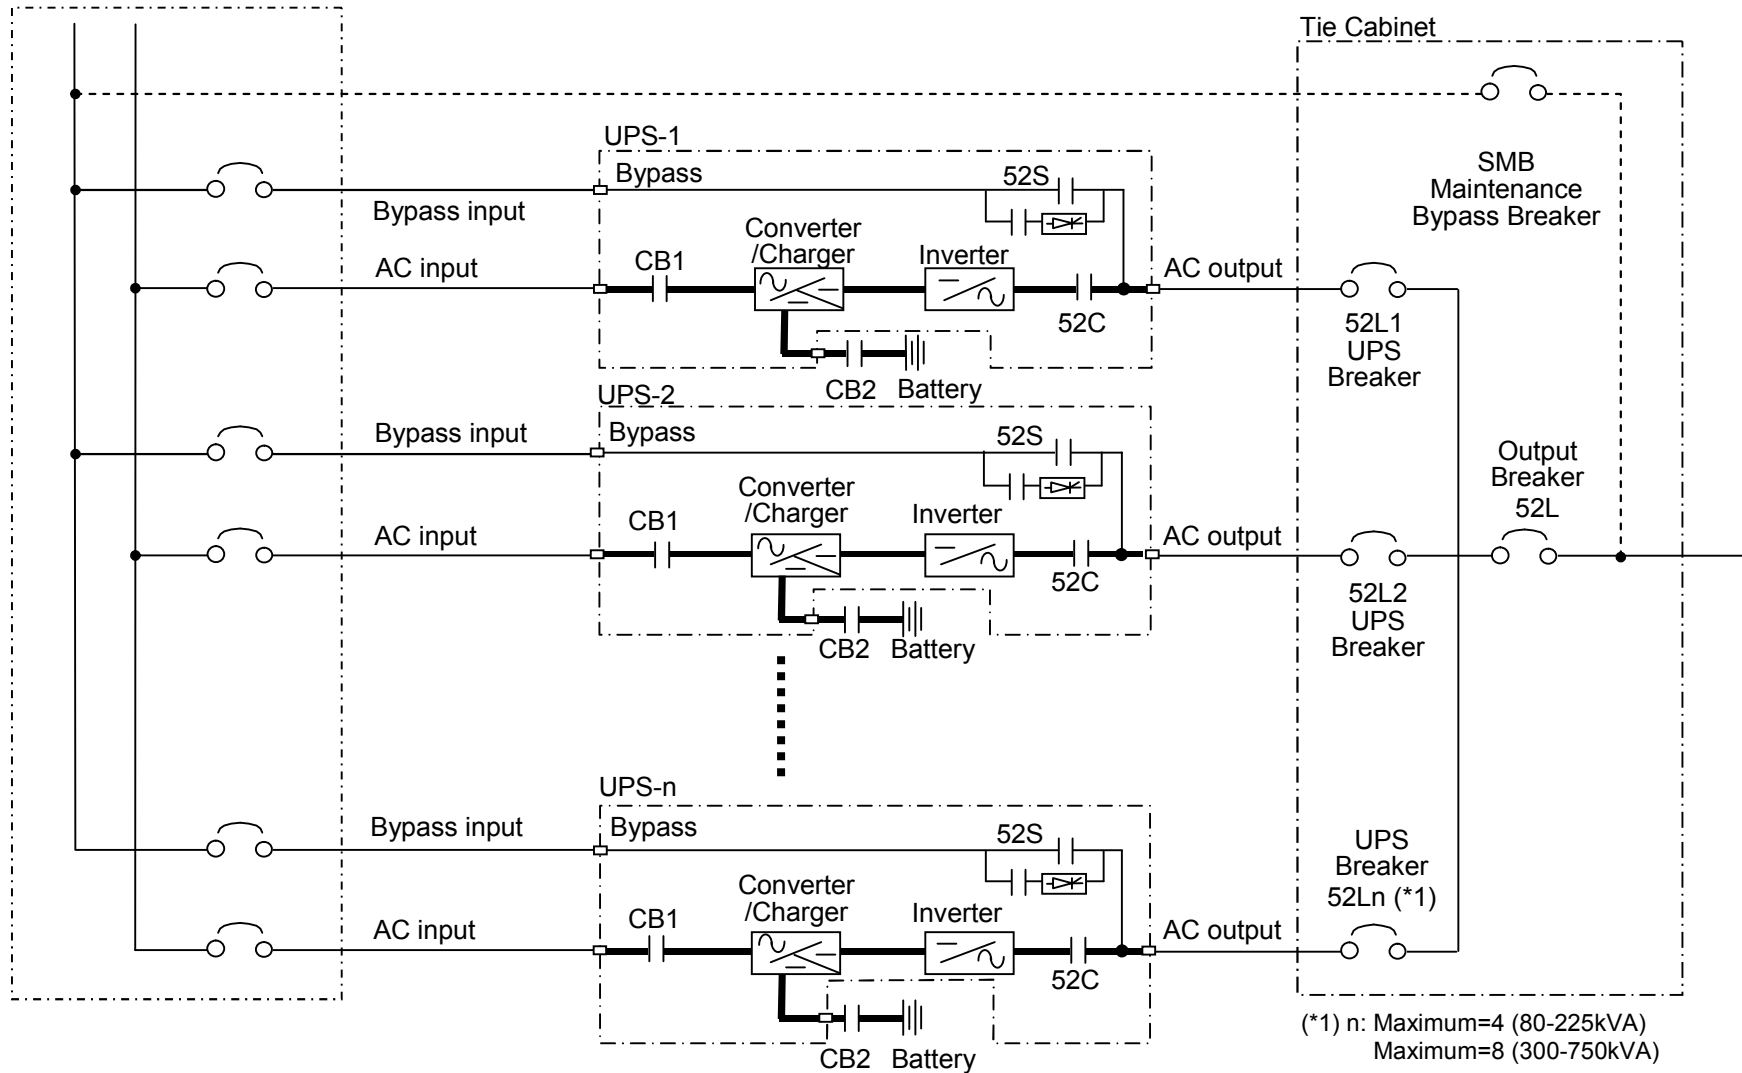 Tie Cabinet
SMB
Maintenance
Bypass Breaker
UPS-1
Bypass
52S
Bypass input
Converter
/Charger
Inverter
AC input
CB1
AC output
52C
52L1
UPS
Breaker
CB2
Battery
UPS-2
Bypass input
Bypass
52S
Output
Breaker
52L
Converter
/Charger
Inverter
AC input
CB1
AC output
52C
52L2
UPS
Breaker
CB2
Battery
UPS-n
Bypass input
Bypass
52S
UPS
Breaker
52Ln (*1)
Converter
/Charger
Inverter
AC input
CB1
AC output
52C
CB2
Battery
(*1) n: Maximum=4 (80-225kVA)
Maximum=8 (300-750kVA)